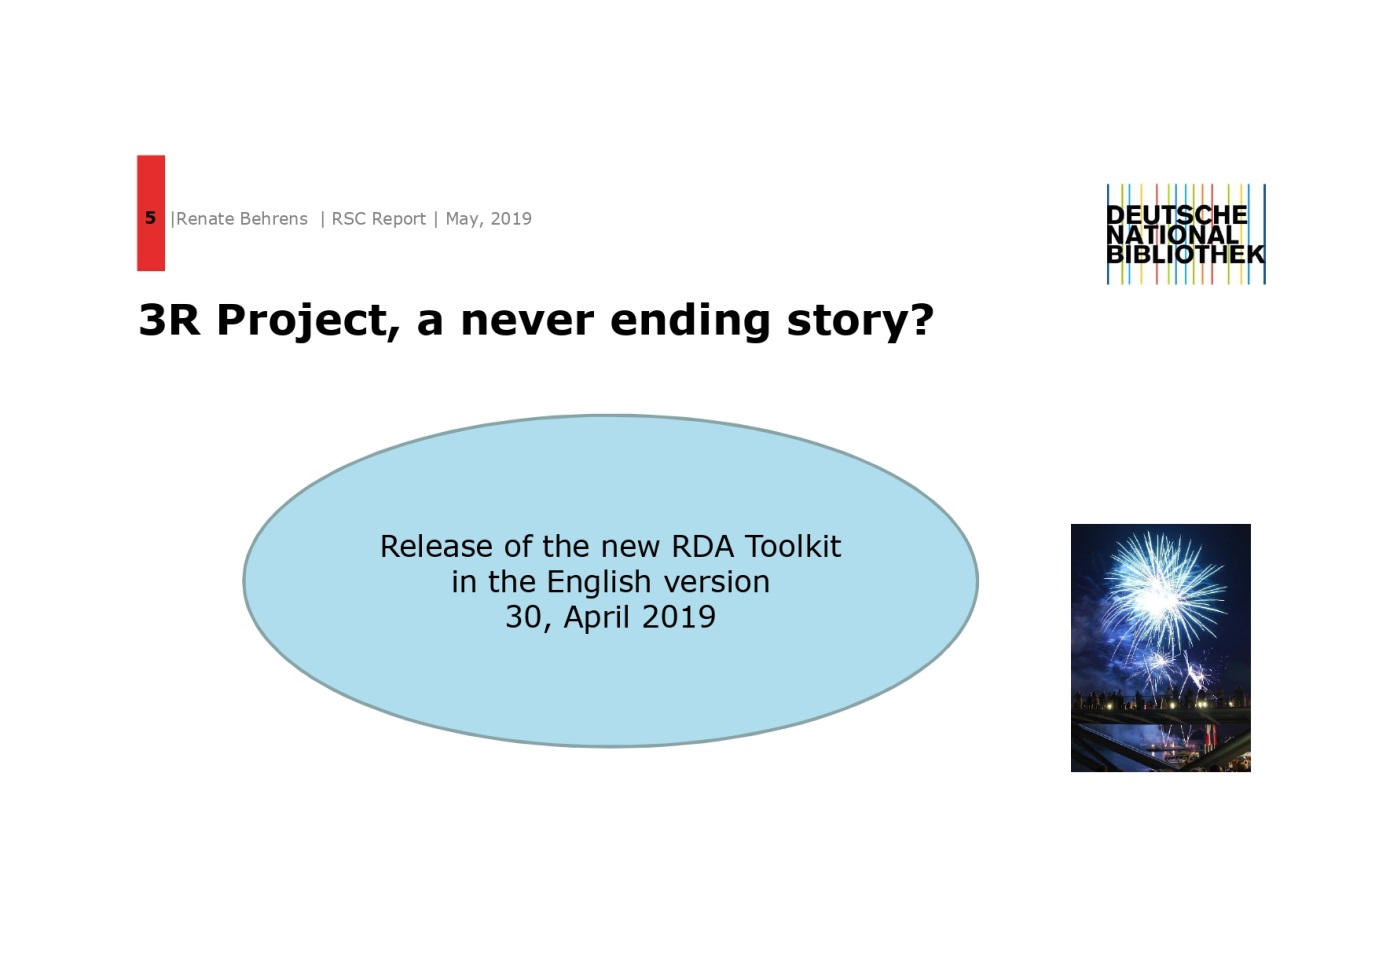 5 |Renate Behrens | RSC Report | May, 2019
DEUTSCHE
NATIONAL
BIBLIOTHEK
3R Project, a never ending story?
Release of the new RDA Toolkit
in the English version
30, April 2019